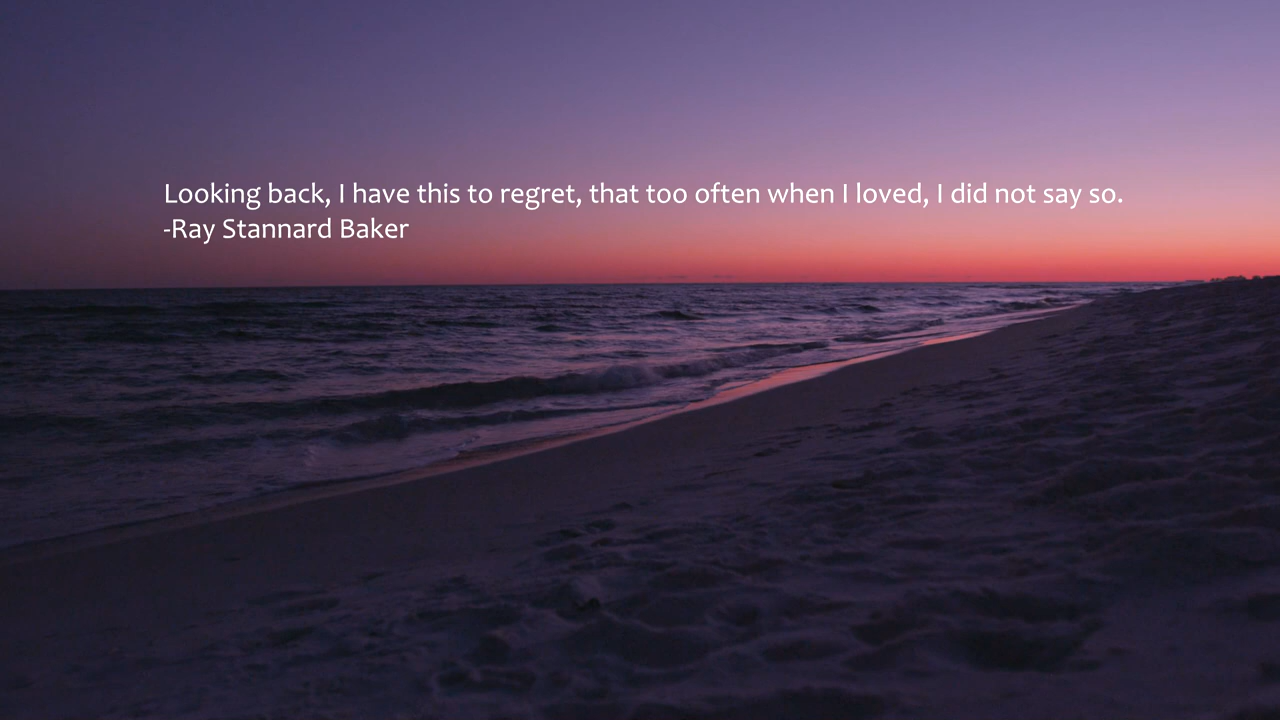 Looking back, I have this to regret, that too often when I loved, I did not say so.
-Ray Stannard Baker